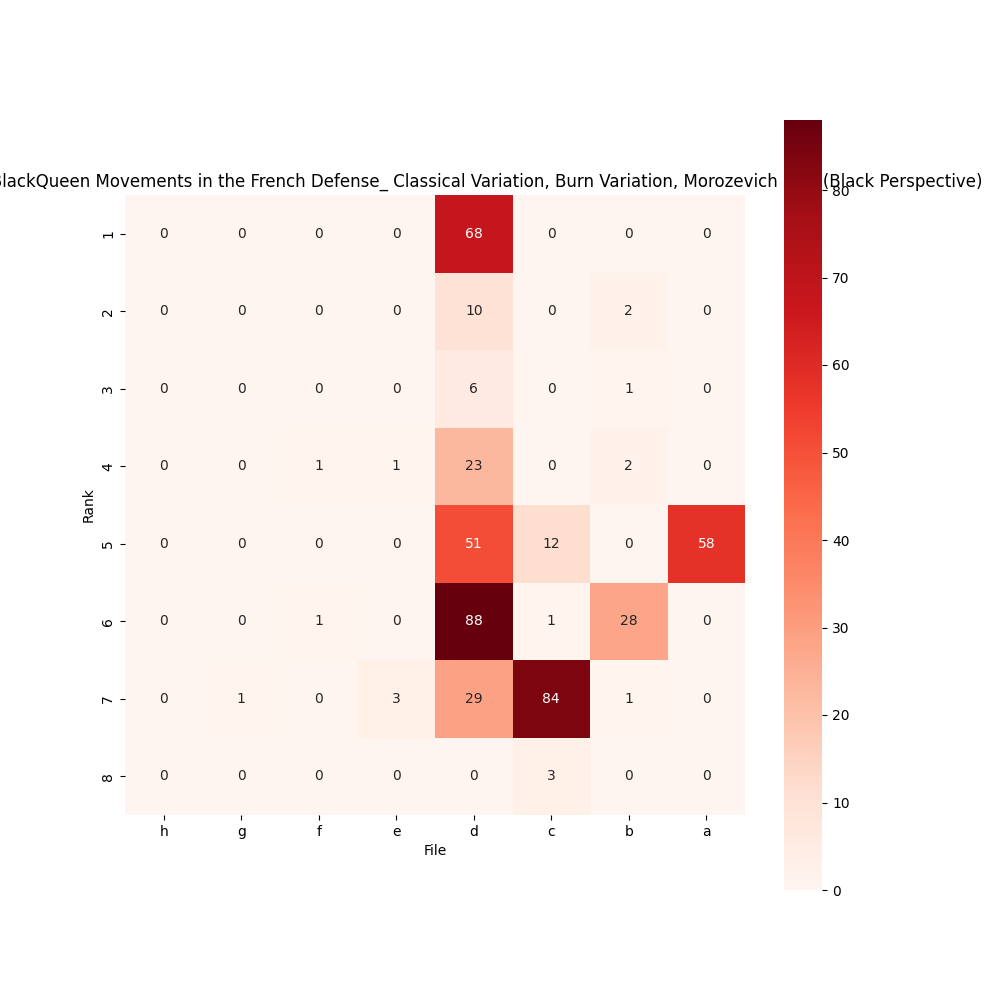 BlackQueen Movements in the French Defense_ Classical Variation, Burn Variation, Morozevich (Black Perspective)
80
1 0 0 0 0 68 0 0 0
70
2 0 0 0 0 10 0 2 0
3 0 0 0 0 6 0 1 0
60
4 0 0 1 1 23 0 2 0
50
Rank
5 0 0 0 0 51 12 0 58
40
6 0 0 1 0 88 1 28 0
30
7 0 1 0 3 29 84 1 0
20
8 0 0 0 0 0 3 0 0
10
h g f e d c b a
File
0